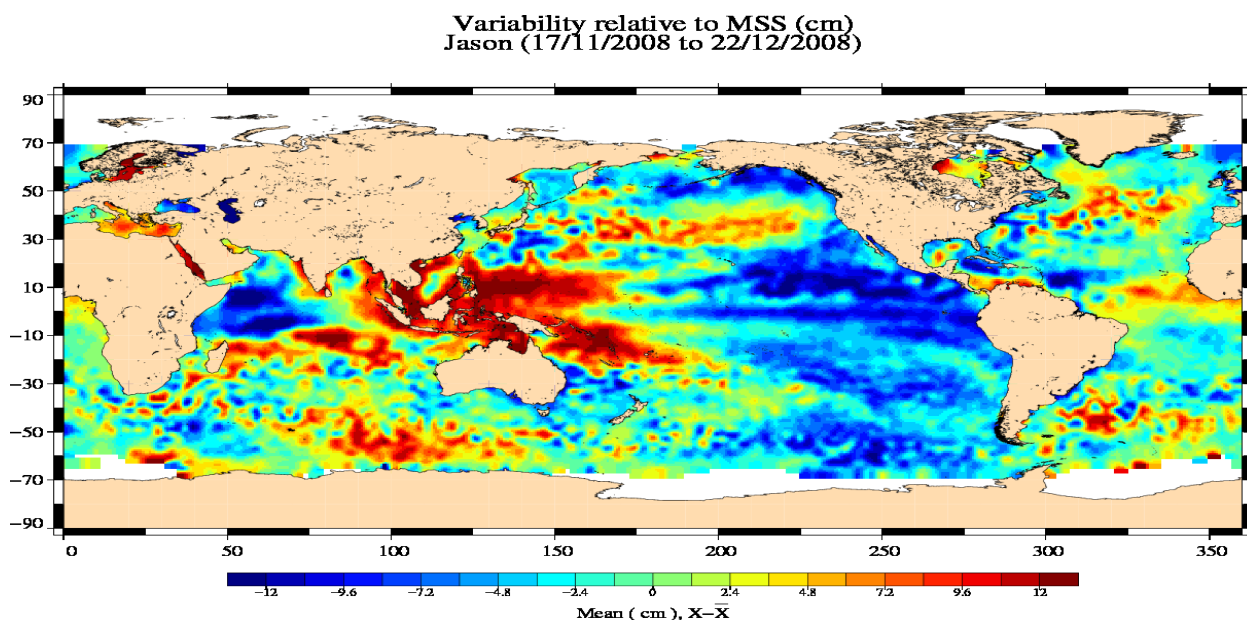 Variability relative to MSS (cm)
Jason (17/11/2008 to 22/12/2008)
90
70
50
30
10
−10
−30
−50
−70
−90
0 50 100 150 200 250 300 350
−12 −9.6 −7.2 −4.8 −2.4 0 2.4 4.8 7.2 9.6 12
Mean ( cm ), X−X̄